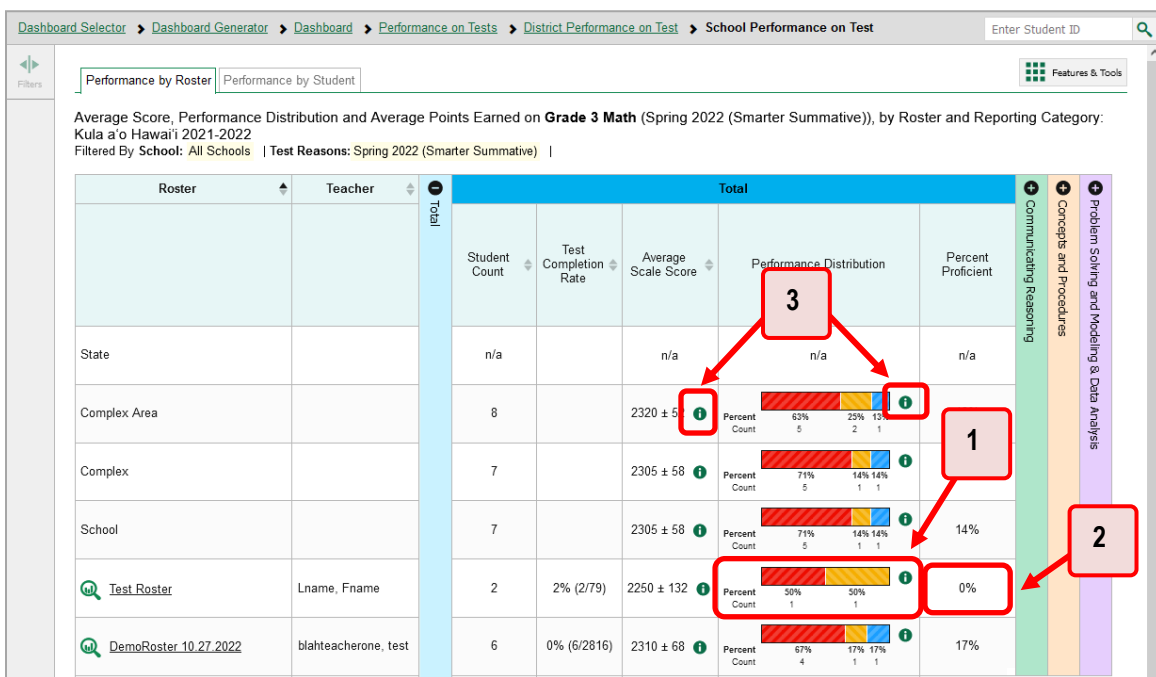 Dashboard Selector > Dashboard Generator > Dashboard > Performance on Tests > District Performance on Test > School Performance on Test
Enter Student ID
Filters
Performance by Roster
Performance by Student
Features & Tools
Average Score, Performance Distribution and Average Points Earned on Grade 3 Math (Spring 2022 (Smarter Summative)), by Roster and Reporting Category:
Kula a'o Hawai'i 2021-2022
Filtered By School: All Schools | Test Reasons: Spring 2022 (Smarter Summative) |
Roster Teacher Total Total
Student Count
Test Completion Rate
Average Scale Score
Performance Distribution
Percent Proficient
Communicating Reasoning
Concepts and Procedures
Problem Solving and Modeling & Data Analysis
3
State n/a n/a n/a n/a
Complex Area 8 2320 ±
Percent 63% 25% 13%
Count 5 2 1
1
Complex 7 2305 ± 58
Percent 71% 14% 14%
Count 5 1 1
School 7 2305 ± 58
Percent 71% 14% 14%
Count 5 1 1
14%
2
Test Roster Lname, Fname 2 2% (2/79) 2250 ± 132
Percent 50% 50%
Count 1 1
0%
DemoRoster 10.27.2022 blahteacherone, test 6 0% (6/2816) 2310 ± 68
Percent 67% 17% 17%
Count 4 1 1
17%